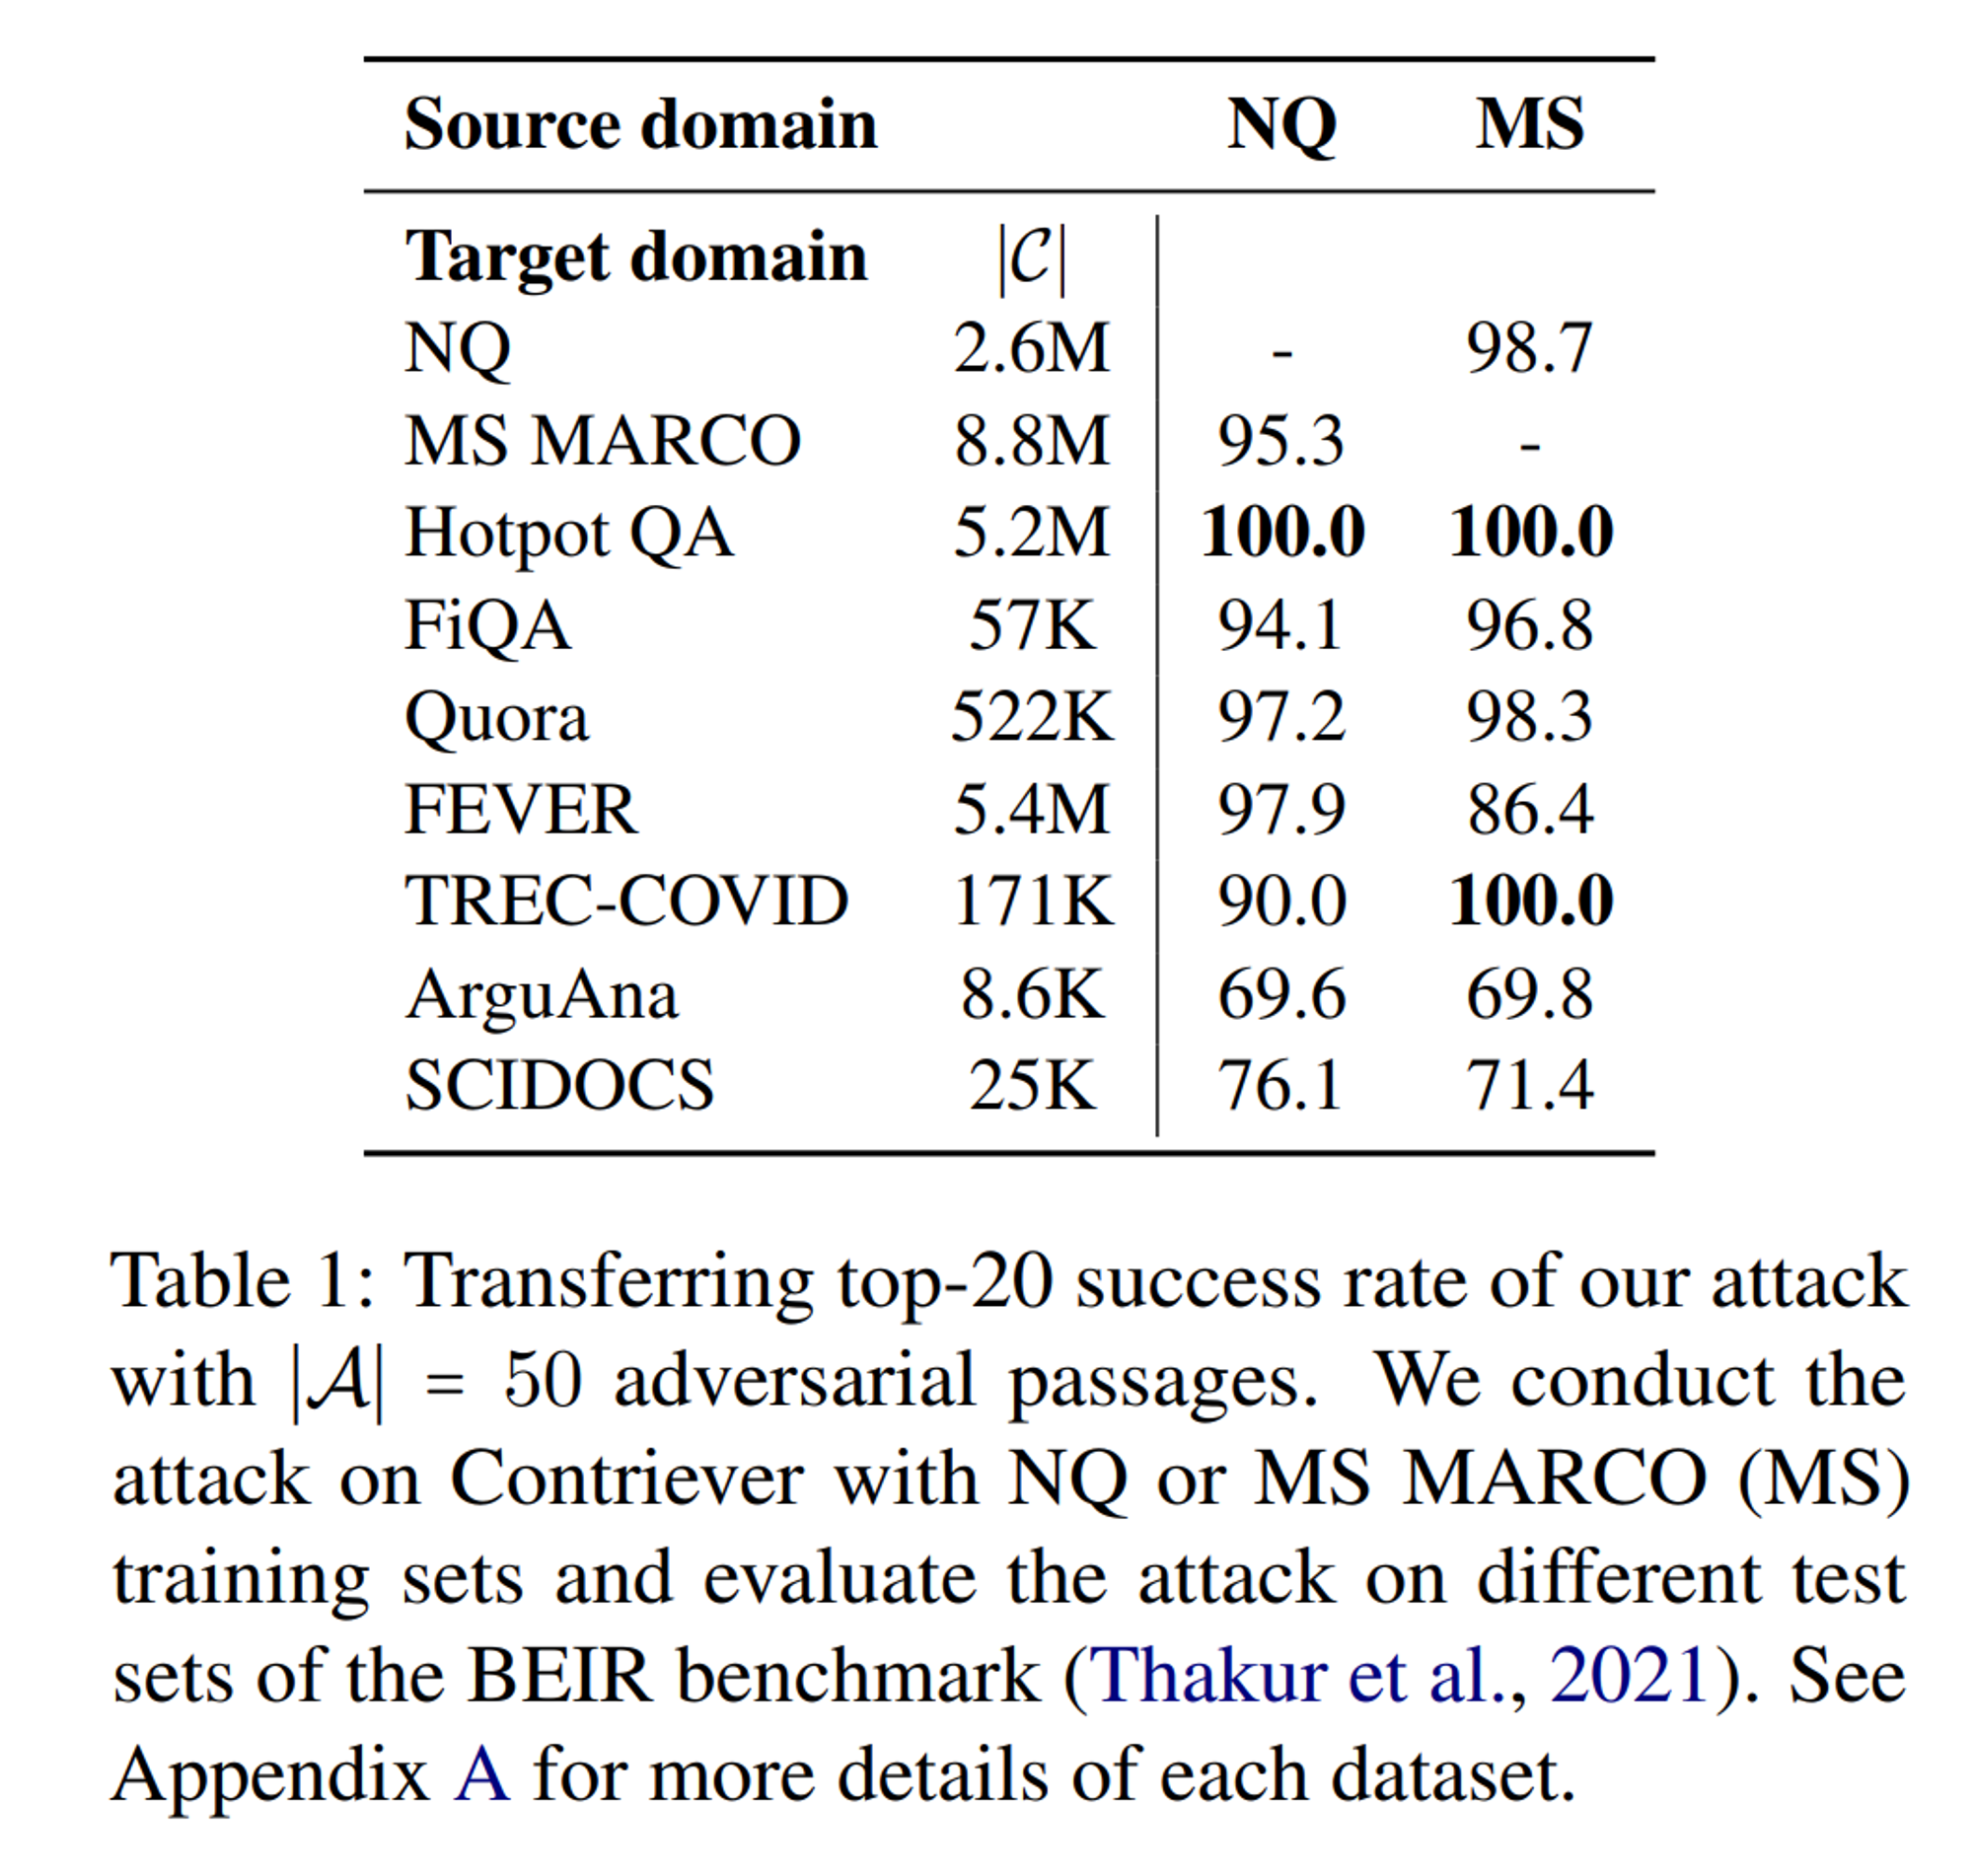 Source domain NQ MS
Target domain |𝒞|
NQ 2.6M - 98.7
MS MARCO 8.8M 95.3 -
Hotpot QA 5.2M 100.0 100.0
FiQA 57K 94.1 96.8
Quora 522K 97.2 98.3
FEVER 5.4M 97.9 86.4
TREC-COVID 171K 90.0 100.0
ArguAna 8.6K 69.6 69.8
SCIDOCS 25K 76.1 71.4
Table 1: Transferring top-20 success rate of our attack
with |𝒜| = 50 adversarial passages. We conduct the
attack on Contriever with NQ or MS MARCO (MS)
training sets and evaluate the attack on different test
sets of the BEIR benchmark (Thakur et al., 2021). See
Appendix A for more details of each dataset.